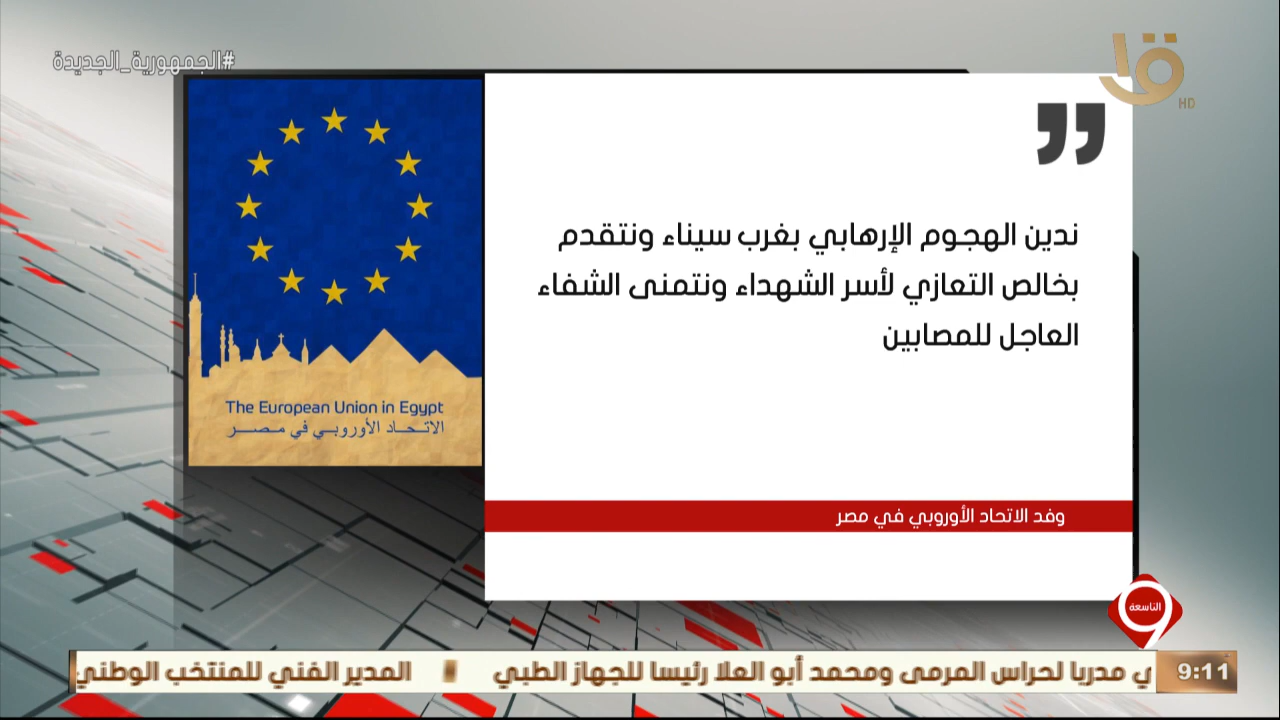 #الجمهورية_الجديدة
HD
ندين الهجوم الإرهابي بغرب سيناء ونتقدم
بخالص التعازي لأسر الشهداء ونتمنى الشفاء
العاجل للمصابين
The European Union in Egypt
الاتحاد الأوروبي في مصر
وفد الاتحاد الأوروبي في مصر
التاسعة
9
9:11
ي مدربا لحراس المرمى ومحمد أبو العلا رئيسا للجهاز الطبي
المدير الفني للمنتخب الوطني